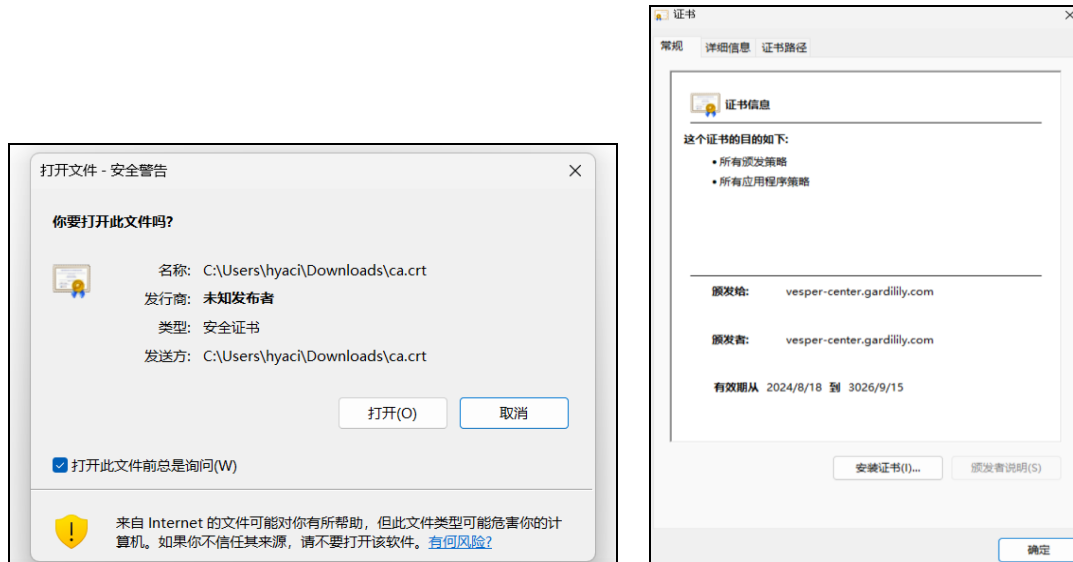 打开文件 - 安全警告
你要打开此文件吗?
名称: C:\Users\hyaci\Downloads\ca.crt
发行商: 未知发布者
类型: 安全证书
发送方: C:\Users\hyaci\Downloads\ca.crt
打开(O)
取消
打开此文件前总是询问(W)
来自 Internet 的文件可能对你有所帮助，但此文件类型可能危害你的计
算机。如果你不信任其来源，请不要打开该软件。有何风险?
证书
常规 详细信息 证书路径
证书信息
这个证书的目的如下:
• 所有颁发策略
• 所有应用程序策略
颁发给: vesper-center.gardilily.com
颁发者: vesper-center.gardilily.com
有效期从 2024/8/18 到 3026/9/15
安装证书(I)...
颁发者说明(S)
确定